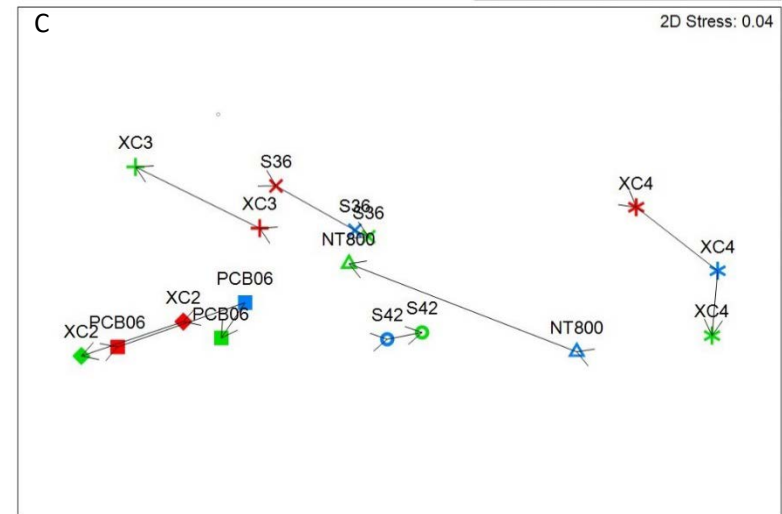 C
2D Stress: 0.04
XC3
S36
XC4
XC3
S36
S36
NT800
XC4
PCB06
XC2
PCB06
PCB06
XC2
S42
S42
NT800
XC4